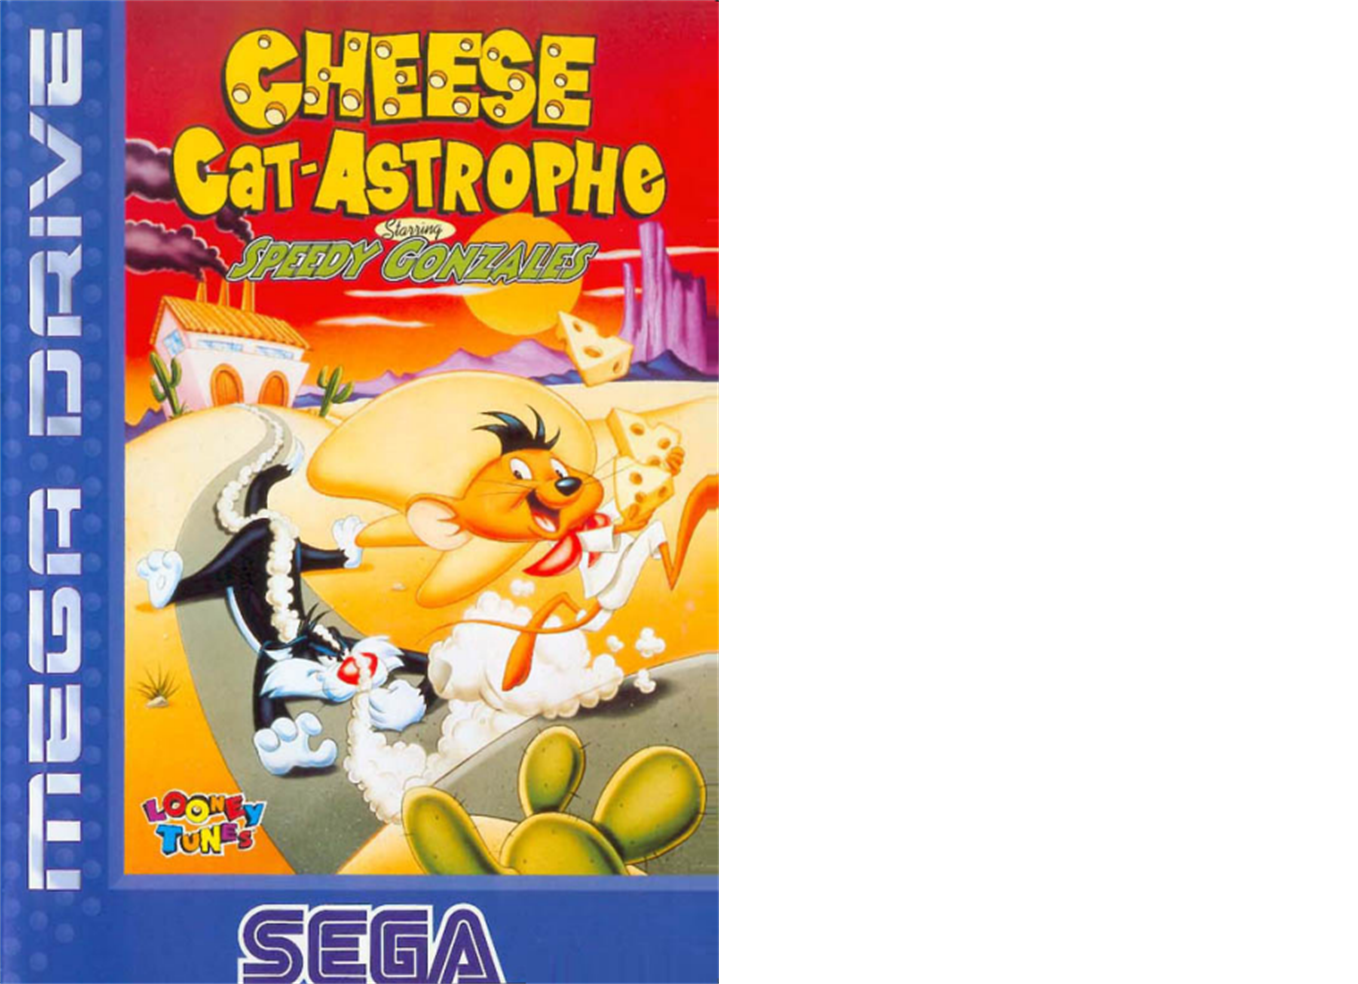 MEGA DRIVE
CHEESE
Cat-Astrophe
Starring
SPEEDY GONZALES
LOONEY
TUNES
SEGA